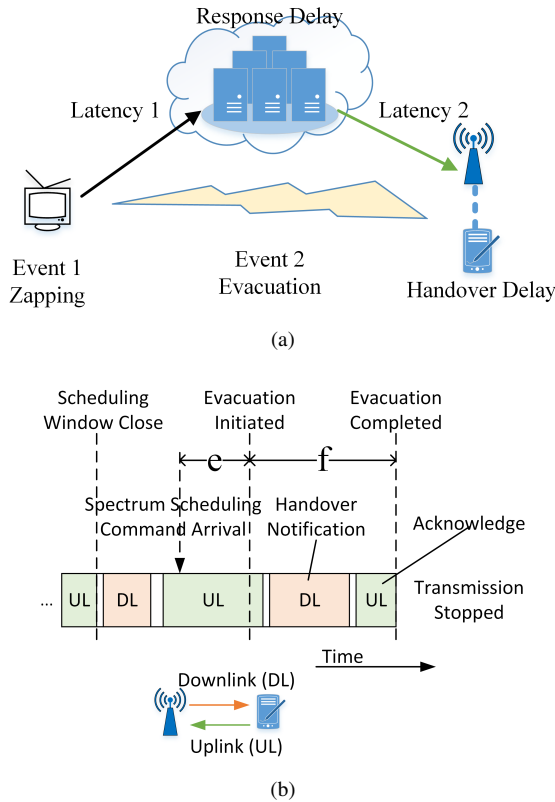 Response Delay
Latency 1
Latency 2
Event 1
Zapping
Event 2
Evacuation
Handover Delay
(a)
Scheduling
Window Close
Evacuation
Initiated
Evacuation
Completed
e
f
Spectrum Scheduling
Command Arrival
Handover
Notification
Acknowledge
... UL DL UL DL UL
Transmission
Stopped
Time
Downlink (DL)
Uplink (UL)
(b)